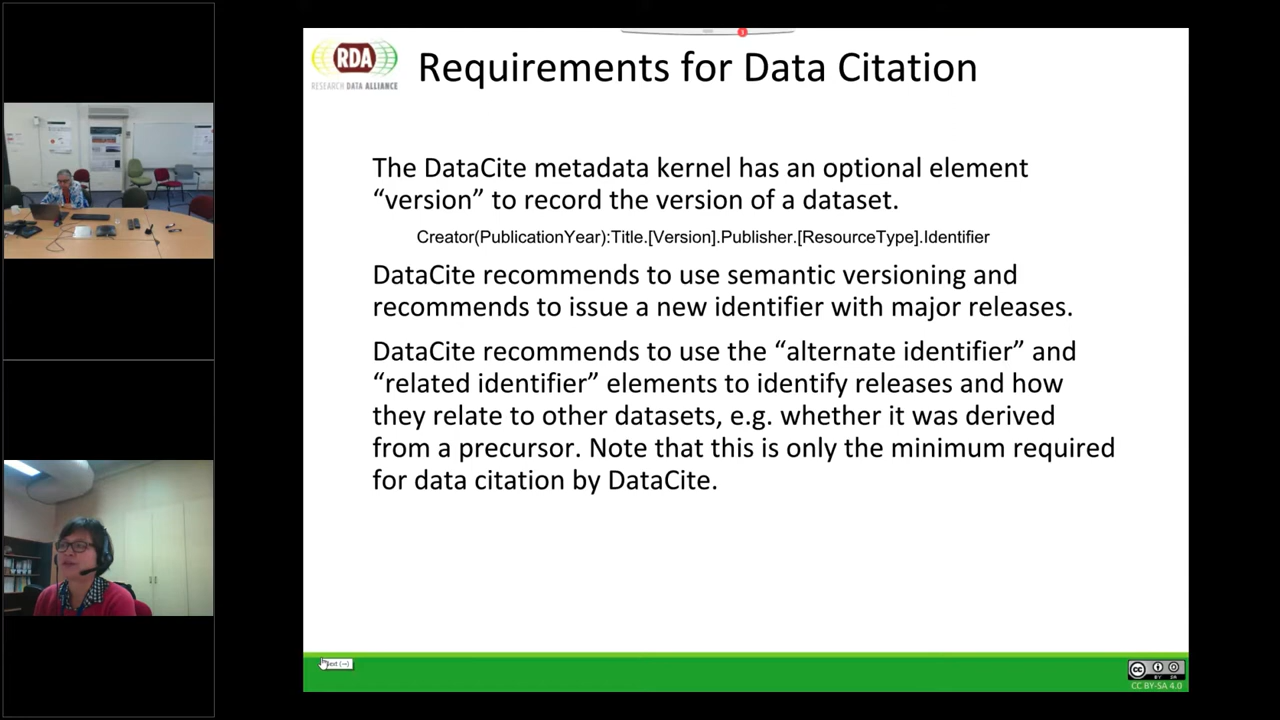 RDA
RESEARCH DATA ALLIANCE
Requirements for Data Citation
The DataCite metadata kernel has an optional element
“version” to record the version of a dataset.
Creator(PublicationYear):Title.[Version].Publisher.[ResourceType].Identifier
DataCite recommends to use semantic versioning and
recommends to issue a new identifier with major releases.
DataCite recommends to use the “alternate identifier” and
“related identifier” elements to identify releases and how
they relate to other datasets, e.g. whether it was derived
from a precursor. Note that this is only the minimum required
for data citation by DataCite.
CC BY-SA 4.0